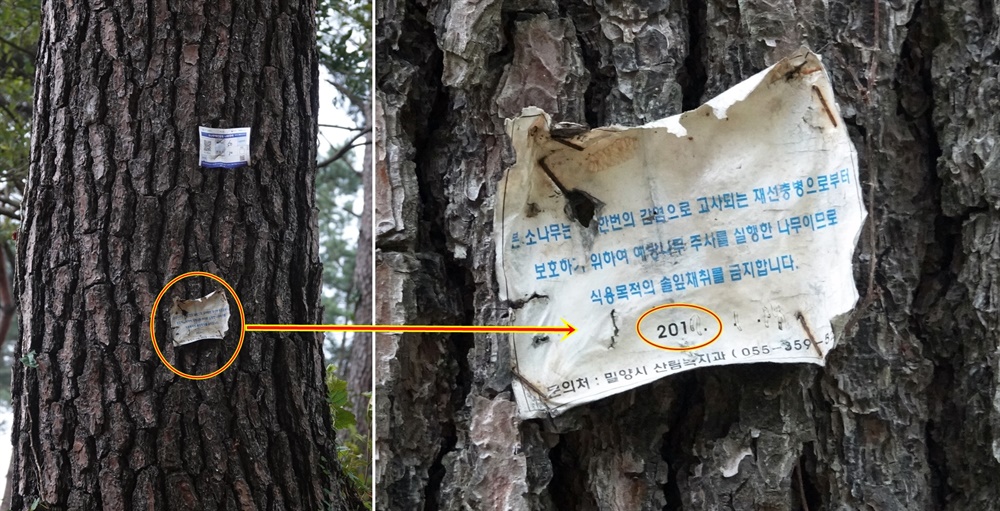 본 소나무는 한번의 감염으로 고사되는 재선충병으로부터
보호하기 위하여 예방나무 주사를 실행한 나무이므로
식용목적의 솔잎채취를 금지합니다.
201
문의처 : 밀양시 산림녹지과 ( 055-359-5